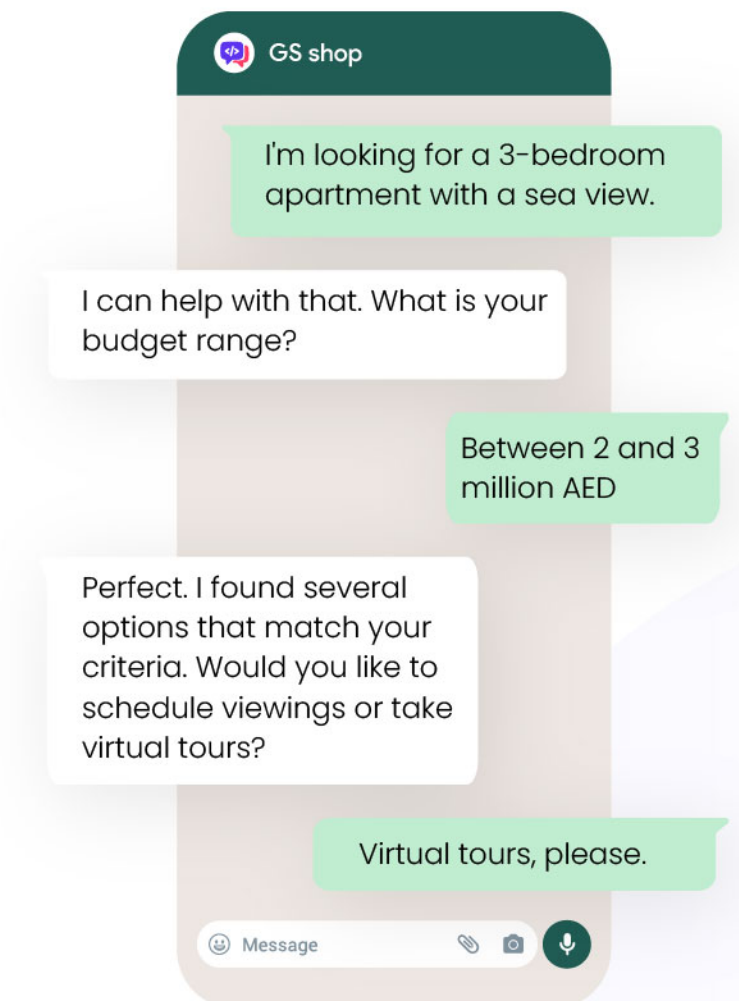 GS shop
I'm looking for a 3-bedroom
apartment with a sea view.
I can help with that. What is your
budget range?
Between 2 and 3
million AED
Perfect. I found several
options that match your
criteria. Would you like to
schedule viewings or take
virtual tours?
Virtual tours, please.
Message